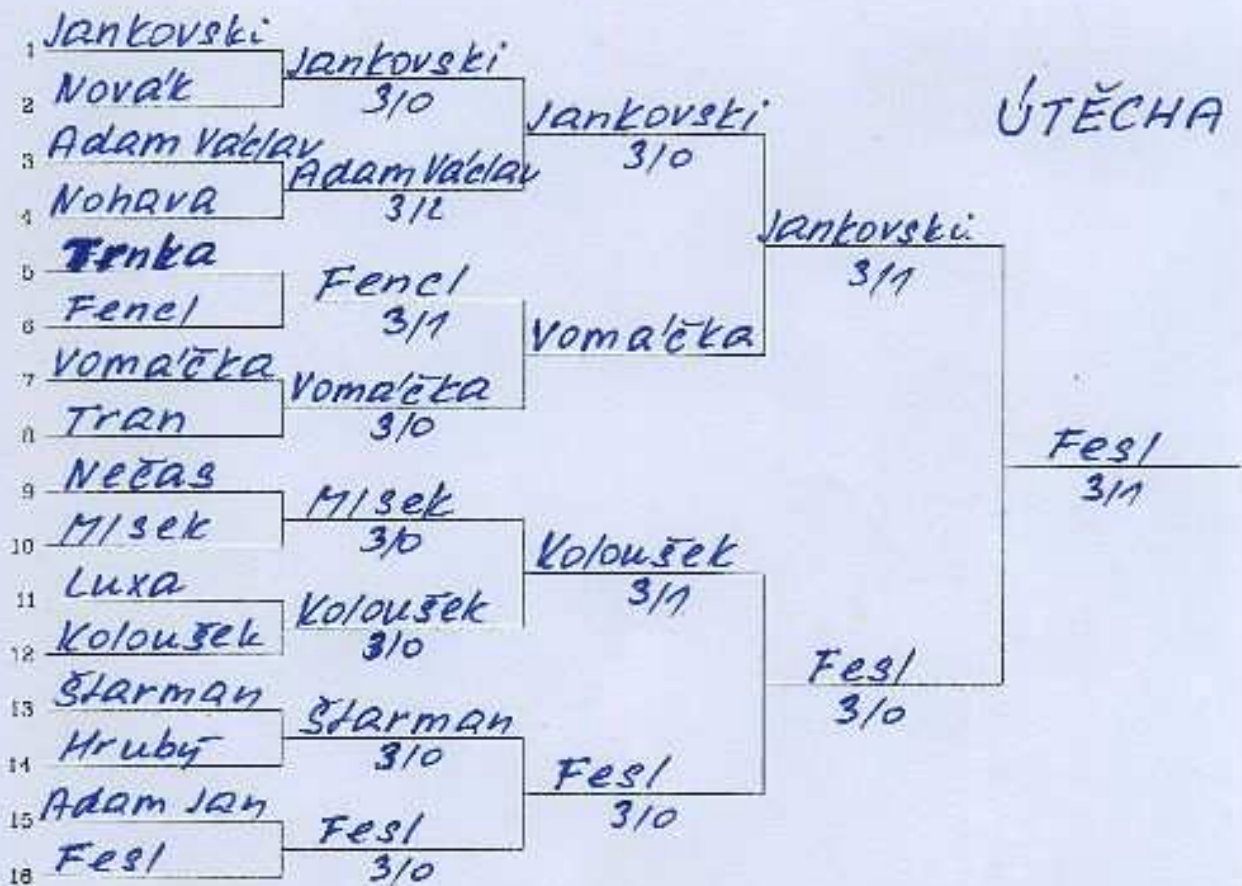 ÚTĚCHA
1 Jankovski
2 Novák
3 Adam Václav
4 Nohava
5 Trnka
6 Fencl
7 Vomáčka
8 Tran
9 Nečas
10 Mlsek
11 Luxa
12 Koloušek
13 Štarman
14 Hrubý
15 Adam Jan
16 Fesl
Jankovski
3/0
Adam Václav
3/2
Fencl
3/1
Vomáčka
3/0
Mlsek
3/0
Koloušek
3/0
Štarman
3/0
Fesl
3/0
Jankovski
3/0
Vomáčka
Koloušek
3/1
Fesl
3/0
Jankovski
3/1
Fesl
3/0
Fesl
3/1